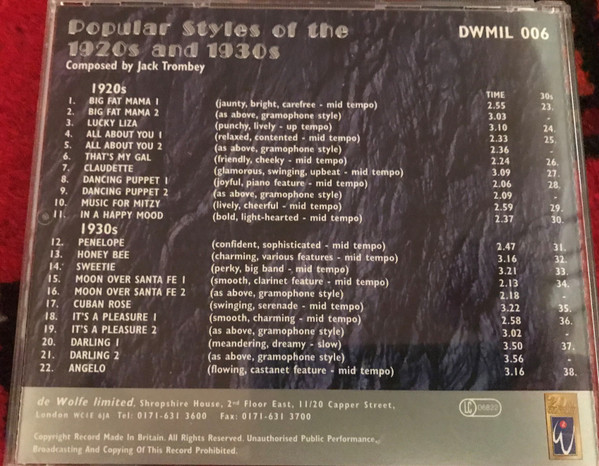 Popular Styles of the
1920s and 1930s
DWMIL 006
Composed by Jack Trombey
1920s TIME 30s
1. BIG FAT MAMA 1 (jaunty, bright, carefree - mid tempo) 2.55 23.
2. BIG FAT MAMA 2 (as above, gramophone style) 3.03 -
3. LUCKY LIZA (punchy, lively - up tempo) 3.10 24.
4. ALL ABOUT YOU 1 (relaxed, contented - mid tempo) 2.33 25.
5. ALL ABOUT YOU 2 (as above, gramophone style) 2.36 -
6. THAT'S MY GAL (friendly, cheeky - mid tempo) 2.24 26.
7. CLAUDETTE (glamorous, swinging, upbeat - mid tempo) 3.09 27.
8. DANCING PUPPET 1 (joyful, piano feature - mid tempo) 2.06 28.
9. DANCING PUPPET 2 (as above, gramophone style) 2.09 -
10. MUSIC FOR MITZY (lively, cheerful - mid tempo) 2.59 29.
11. IN A HAPPY MOOD (bold, light-hearted - mid tempo) 2.37 30.
1930s
12. PENELOPE (confident, sophisticated - mid tempo) 2.47 31.
13. HONEY BEE (charming, various features - mid tempo) 3.16 32.
14. SWEETIE (perky, big band - mid tempo) 3.21 33.
15. MOON OVER SANTA FE 1 (smooth, clarinet feature - mid tempo) 2.13 34.
16. MOON OVER SANTA FE 2 (as above, gramophone style) 2.18 -
17. CUBAN ROSE (swinging, serenade - mid tempo) 3.22 35.
18. IT'S A PLEASURE 1 (smooth, charming - mid tempo) 2.58 36.
19. IT'S A PLEASURE 2 (as above, gramophone style) 3.02 -
20. DARLING 1 (meandering, dreamy - slow) 3.50 37.
21. DARLING 2 (as above, gramophone style) 3.56 -
22. ANGELO (flowing, castanet feature - mid tempo) 3.16 38.
de Wolfe limited, Shropshire House, 2nd Floor East, 11/20 Capper Street,
London WC1E 6JA Tel: 0171-631 3600 Fax: 0171-631 3700
LC 06822
Copyright Record Made In Britain. All Rights Reserved. Unauthorised Public Performance,
Broadcasting And Copying Of This Record Prohibited.